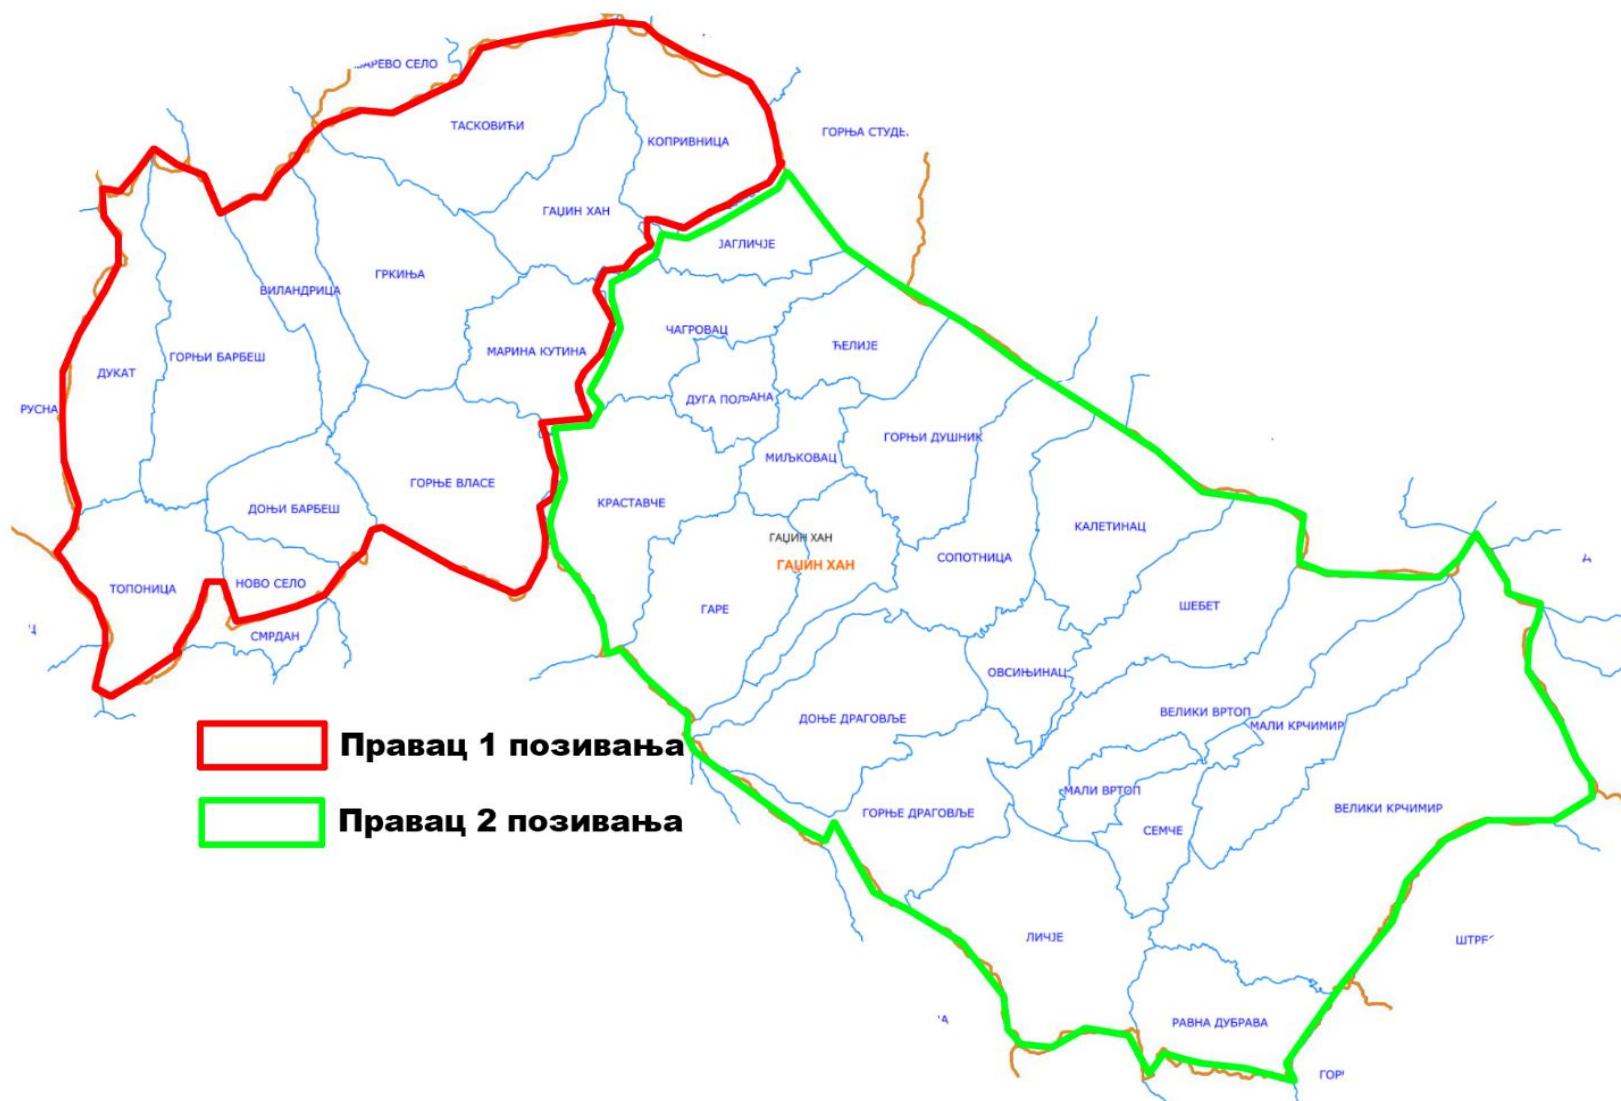 ТАСКОВИЋИ
КОПРИВНИЦА
ГОРЊА
ГАЏИН ХАН
ЈАГЛИЧЈЕ
ГРКИЊА
ВИЛАНДРИЦА
ЧАГРОВАЦ
ЋЕЛИЈЕ
МАРИНА КУТИНА
ГОРЊИ БАРБЕШ
ДУКАТ
ДУГА ПОЉАНА
РУСНА
ГОРЊИ ДУШНИК
МИЉКОВАЦ
ГОРЊЕ ВЛАСЕ
КРАСТАВЧЕ
ДОЊИ БАРБЕШ
КАЛЕТИНАЦ
ГАЏИН ХАН
СОПОТНИЦА
ГАЏИН ХАН
НОВО СЕЛО
ТОПОНИЦА
ШЕБЕТ
ГАРЕ
СМРДАН
ОВСИЊИНАЦ
ВЕЛИКИ ВРТОП
ДОЊЕ ДРАГОВЉЕ
МАЛИ КРЧИМИР
Правац 1 позивања
МАЛИ ВРТОП
ВЕЛИКИ КРЧИМИР
ГОРЊЕ ДРАГОВЉЕ
Правац 2 позивања
СЕМЧЕ
ЛИЧЈЕ
РАВНА ДУБРАВА